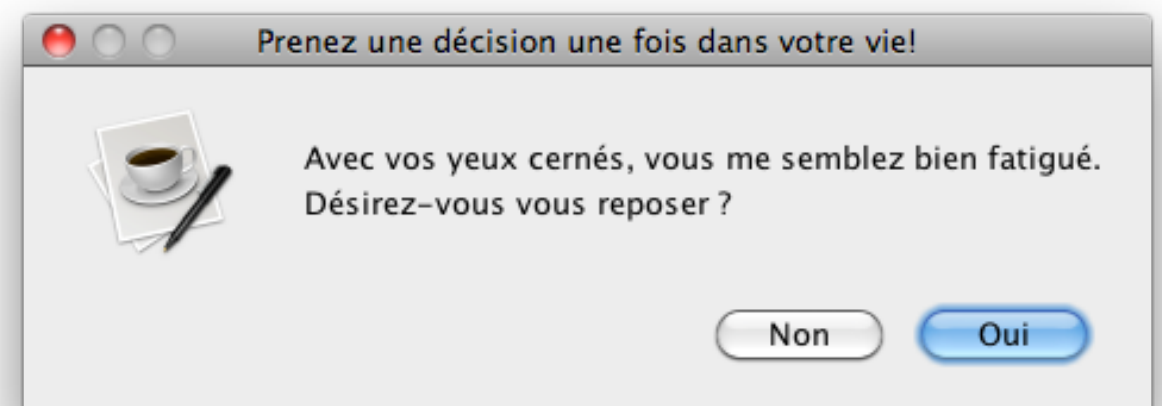 Prenez une décision une fois dans votre vie!
Avec vos yeux cernés, vous me semblez bien fatigué.
Désirez-vous vous reposer ?
Non
Oui